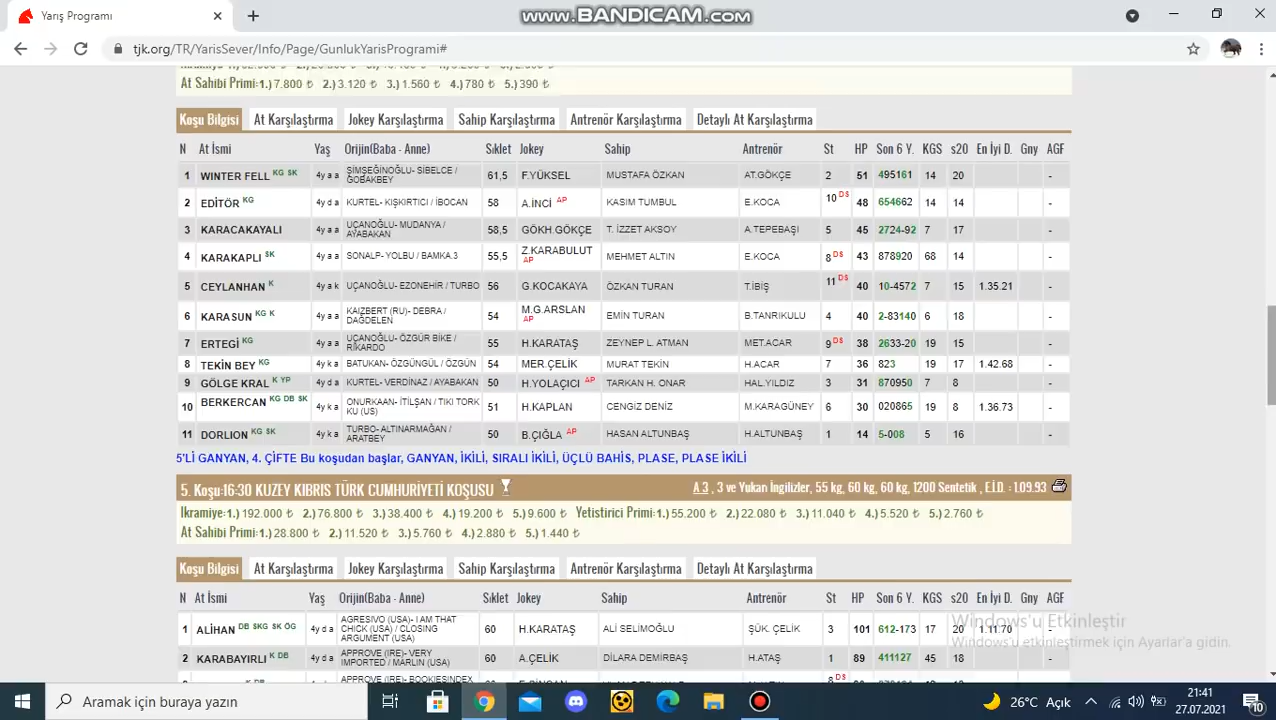 Yarış Programı
www.BANDICAM.com
tjk.org/TR/YarisSever/Info/Page/GunlukYarisProgrami#
At Sahibi Primi:1.) 7.800 ₺ 2.) 3.120 ₺ 3.) 1.560 ₺ 4.) 780 ₺ 5.) 390 ₺
Koşu Bilgisi At Karşılaştırma Jokey Karşılaştırma Sahip Karşılaştırma Antrenör Karşılaştırma Detaylı At Karşılaştırma
N At İsmi Yaş Orijin(Baba - Anne) Sıklet Jokey Sahip Antrenör St HP Son 6 Y. KGS s20 En İyi D. Gny AGF
1 WINTER FELL KG SK 4y a a ŞİMŞEĞİNOĞLU- SİBELCE / GOBAKBEY 61,5 F.YÜKSEL MUSTAFA ÖZKAN AT.GÖKÇE 2 51 495161 14 20 -
2 EDİTÖR KG 4y d a KURTEL- KIŞKIRTICI / İBOCAN 58 A.İNCİ AP KASIM TUMBUL E.KOCA 10 DS 48 654662 14 14 -
3 KARACAKAYALI 4y a a UÇANOĞLU- MUDANYA / AYABAKAN 58,5 GÖKH.GÖKÇE T. İZZET AKSOY A.TEPEBAŞI 5 45 2724-92 7 17 -
4 KARAKAPLI SK 4y a a SONALP- YOLBU / BAMKA.3 55,5 Z.KARABULUT AP MEHMET ALTIN E.KOCA 8 DS 43 878920 68 14 -
5 CEYLANHAN K 4y a k UÇANOĞLU- EZONEHİR / TURBO 56 G.KOCAKAYA ÖZKAN TURAN T.İBİŞ 11 DS 40 10-4572 7 15 1.35.21 -
6 KARASUN KG K 4y a a KAIZBERT (RU)- DEBRA / DAĞDELEN 54 M.G.ARSLAN AP EMİN TURAN B.TANRIKULU 4 40 2-83140 6 18 -
7 ERTEGİ KG 4y a a UÇANOĞLU- ÖZGÜR BİKE / RİKARDO 55 H.KARATAŞ ZEYNEP L. ATMAN MET.ACAR 9 DS 38 2633-20 19 15 -
8 TEKİN BEY KG 4y k a BATUKAN- ÖZGÜNGÜL / ÖZGÜN 54 MER.ÇELİK MURAT TEKİN H.ACAR 7 36 823 19 17 1.42.68 -
9 GÖLGE KRAL K YP 4y d a KURTEL- VERDİNAZ / AYABAKAN 50 H.YOLAÇICI AP TARKAN H. ONAR HAL.YILDIZ 3 31 870950 7 8 -
10 BERKERCAN KG DB SK 4y k a ONURKAAN- İTİLŞAN / TIKI TORK KU (US) 51 H.KAPLAN CENGİZ DENİZ M.KARAGÜNEY 6 30 020865 19 8 1.36.73 -
11 DORLION KG SK 4y k a TURBO- ALTINARMAĞAN / ARATBEY 50 B.ÇIĞLA AP HASAN ALTUNBAŞ H.ALTUNBAŞ 1 14 5-008 5 16 -
5'Lİ GANYAN, 4. ÇİFTE Bu koşudan başlar, GANYAN, İKİLİ, SIRALI İKİLİ, ÜÇLÜ BAHİS, PLASE, PLASE İKİLİ
5. Koşu:16:30 KUZEY KIBRIS TÜRK CUMHURİYETİ KOŞUSU A 3 , 3 ve Yukarı İngilizler, 55 kg, 60 kg, 60 kg, 1200 Sentetik , E.İ.D. : 1.09.93
İkramiye:1.) 192.000 ₺ 2.) 76.800 ₺ 3.) 38.400 ₺ 4.) 19.200 ₺ 5.) 9.600 ₺ Yetistirici Primi:1.) 55.200 ₺ 2.) 22.080 ₺ 3.) 11.040 ₺ 4.) 5.520 ₺ 5.) 2.760 ₺
At Sahibi Primi:1.) 28.800 ₺ 2.) 11.520 ₺ 3.) 5.760 ₺ 4.) 2.880 ₺ 5.) 1.440 ₺
Koşu Bilgisi At Karşılaştırma Jokey Karşılaştırma Sahip Karşılaştırma Antrenör Karşılaştırma Detaylı At Karşılaştırma
N At İsmi Yaş Orijin(Baba - Anne) Sıklet Jokey Sahip Antrenör St HP Son 6 Y. KGS s20 En İyi D. Gny AGF
1 ALİHAN DB SKG SK ÖG 4y d a AGRESIVO (USA)- I AM THAT CHICK (USA) / CLOSING ARGUMENT (USA) 60 H.KARATAŞ ALİ SELİMOĞLU ŞÜK. ÇELİK 3 101 612-173 17 20 1.11.70 -
2 KARABAYIRLI K DB 4y d a APPROVE (IRE)- VERY IMPORTED / MARLIN (USA) 60 A.ÇELİK DİLARA DEMİRBAŞ H.ATAŞ 1 89 411127 45 18 -
Windows'u Etkinleştir
Windows'u etkinleştirmek için Ayarlar'a gidin.
Aramak için buraya yazın
26°C Açık
21:41
27.07.2021
10